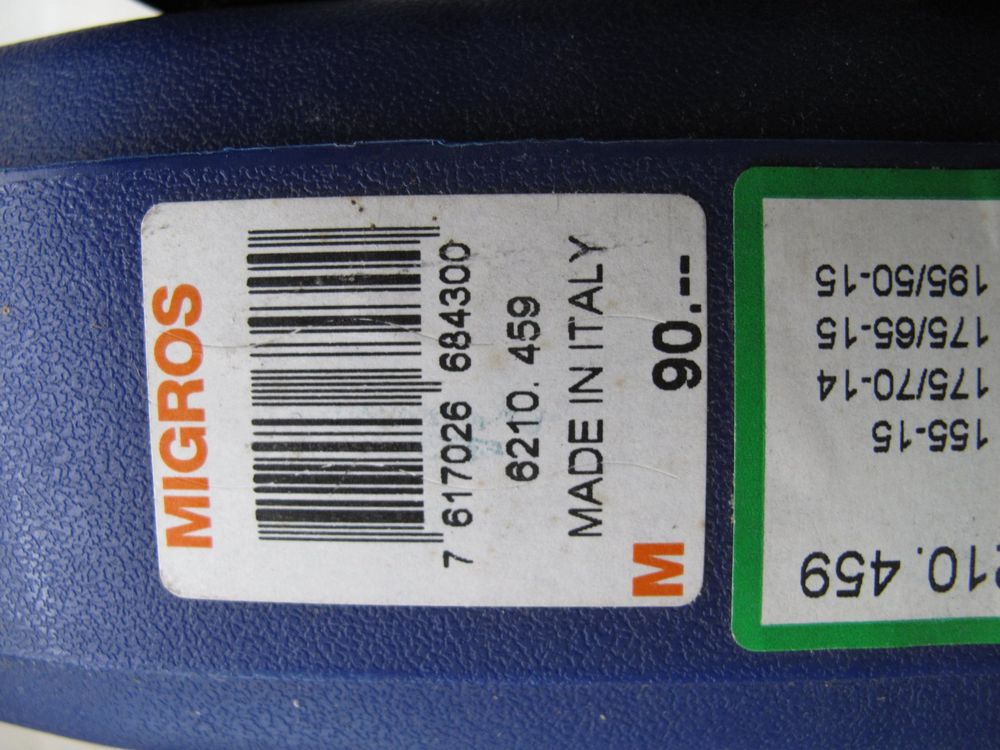 MIGROS
7 617026 684300
6210. 459
MADE IN ITALY
M 90.--
210. 459
155-15
175/70-14
175/65-15
195/50-15